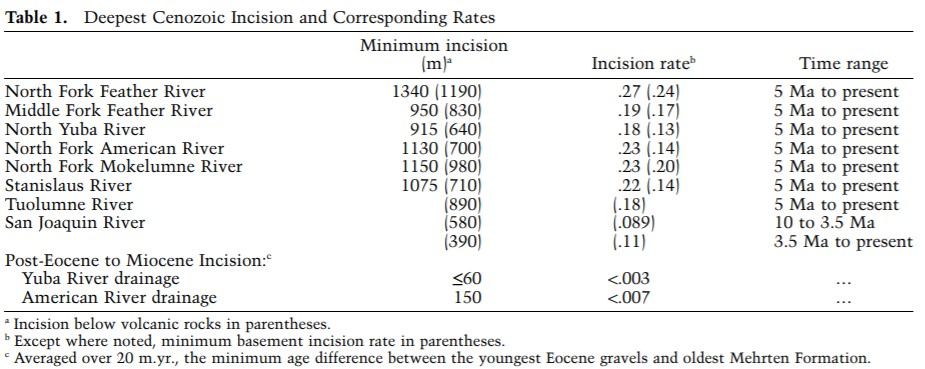 Table 1. Deepest Cenozoic Incision and Corresponding Rates
Minimum incision
(m)ᵃ Incision rateᵇ Time range
North Fork Feather River 1340 (1190) .27 (.24) 5 Ma to present
Middle Fork Feather River 950 (830) .19 (.17) 5 Ma to present
North Yuba River 915 (640) .18 (.13) 5 Ma to present
North Fork American River 1130 (700) .23 (.14) 5 Ma to present
North Fork Mokelumne River 1150 (980) .23 (.20) 5 Ma to present
Stanislaus River 1075 (710) .22 (.14) 5 Ma to present
Tuolumne River (890) (.18) 5 Ma to present
San Joaquin River (580) (.089) 10 to 3.5 Ma
(390) (.11) 3.5 Ma to present
Post-Eocene to Miocene Incision:ᶜ
Yuba River drainage ≤60 <.003 ...
American River drainage 150 <.007 ...
ᵃ Incision below volcanic rocks in parentheses.
ᵇ Except where noted, minimum basement incision rate in parentheses.
ᶜ Averaged over 20 m.yr., the minimum age difference between the youngest Eocene gravels and oldest Mehrten Formation.